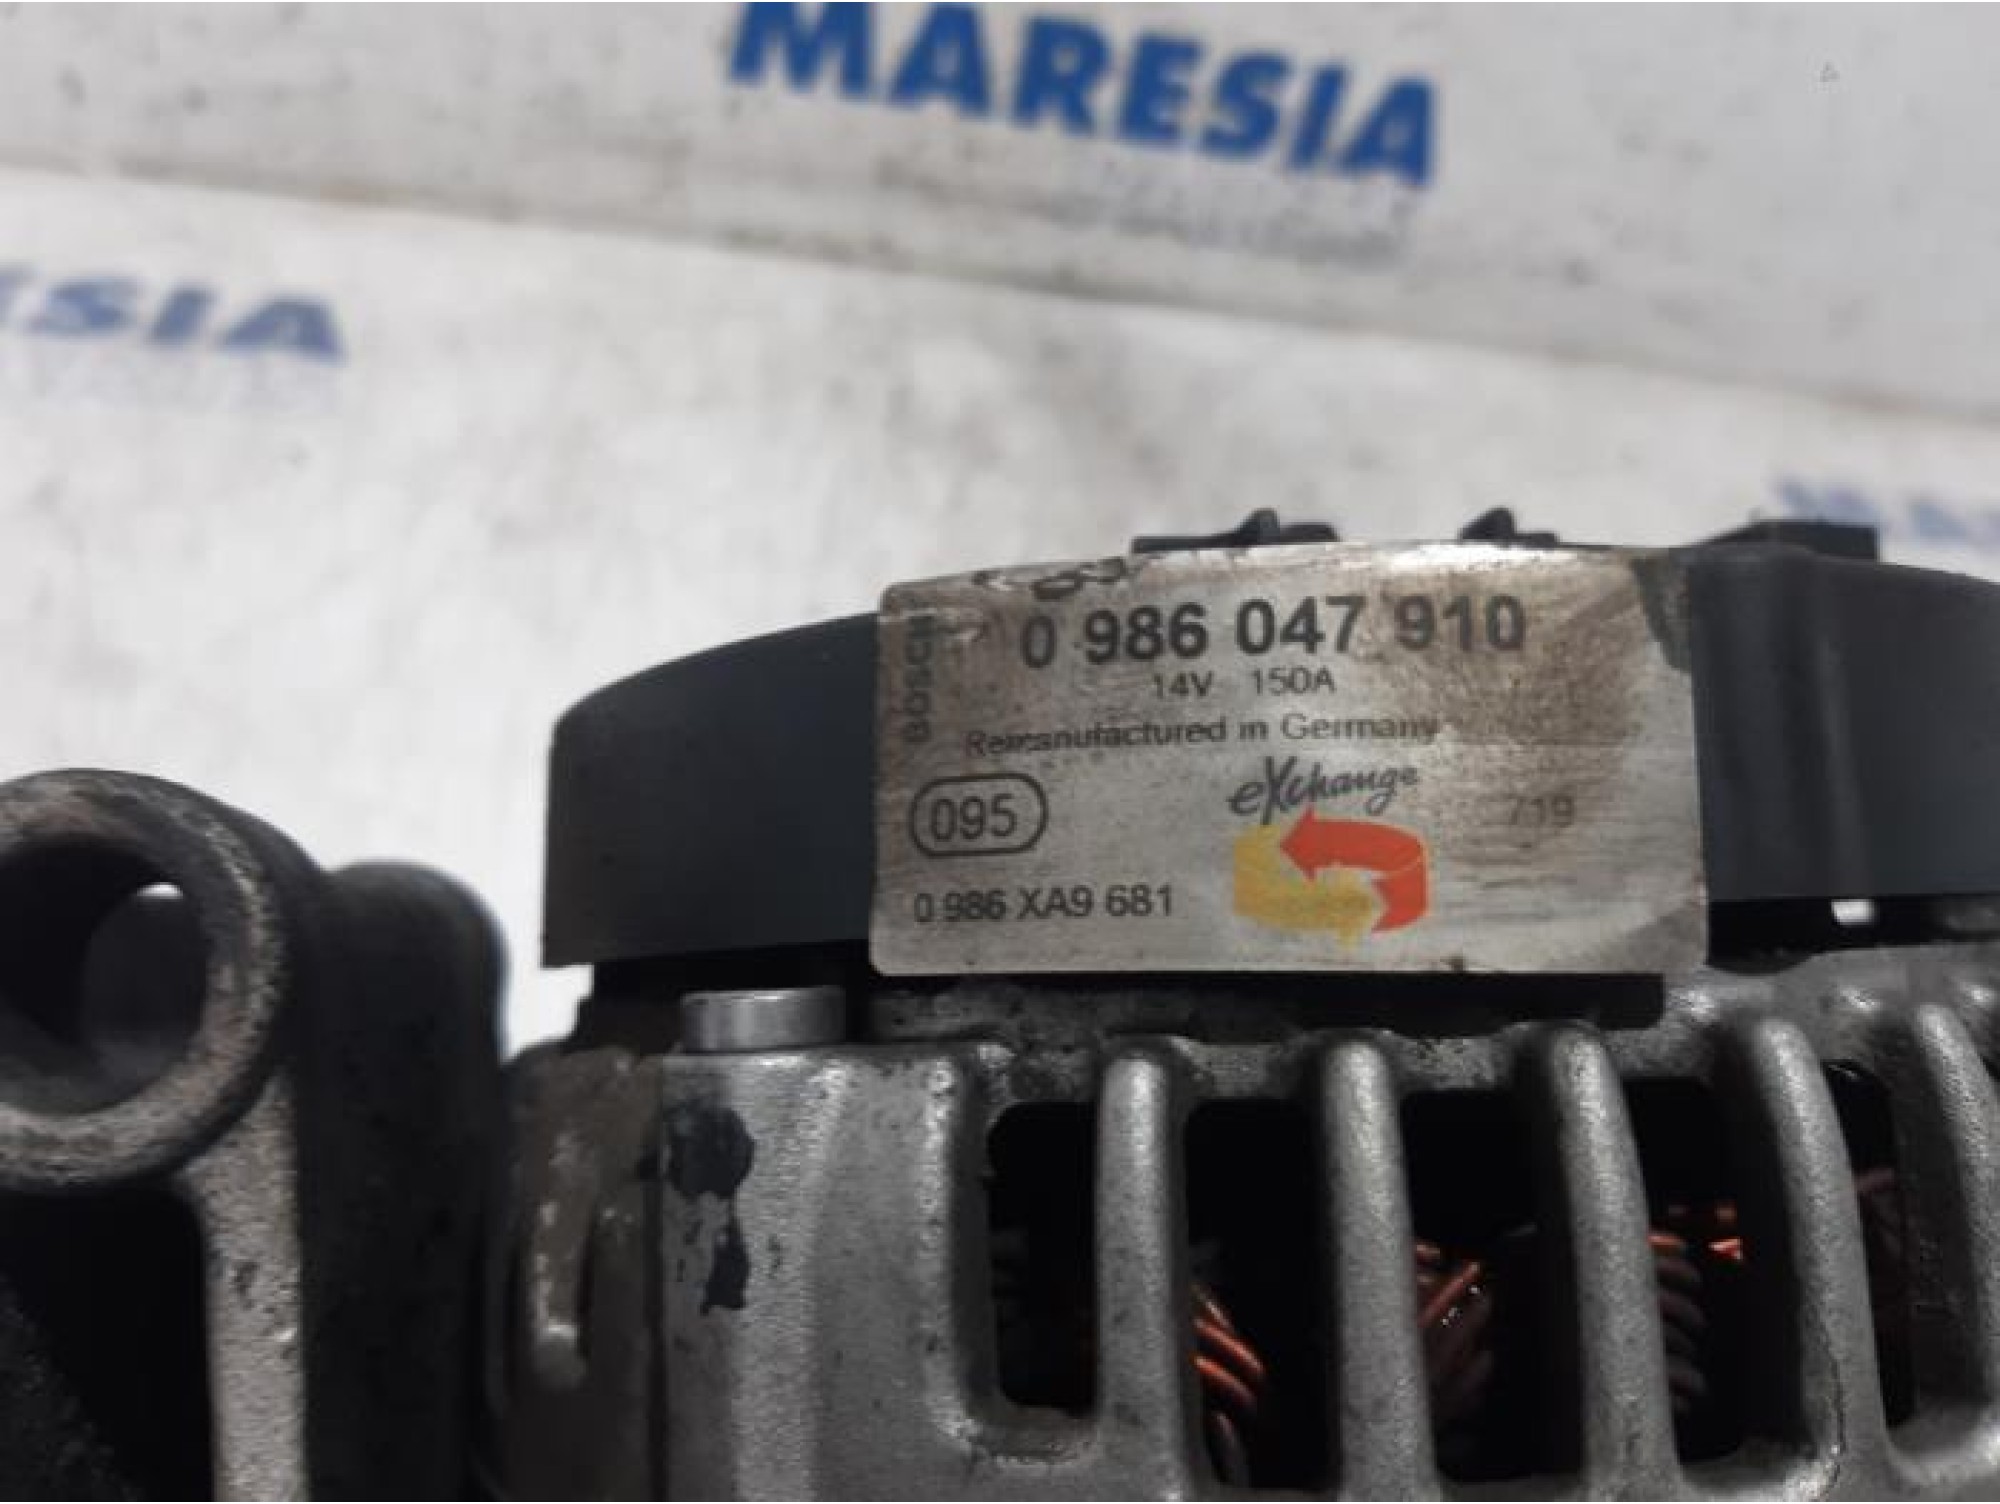 MARESIA
SIA
BOSCH
0 986 047 910
14V 150A
Remanufactured in Germany
eXchange
095
719
0 986 XA9 681